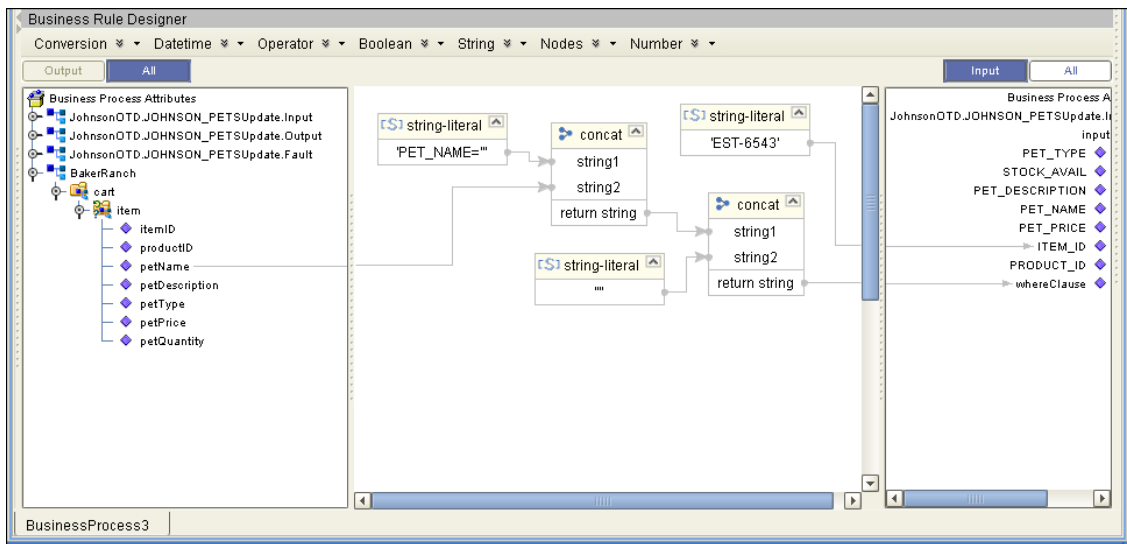 Business Rule Designer
Conversion Datetime Operator Boolean String Nodes Number
Output All Input All
Business Process Attributes
JohnsonOTD.JOHNSON_PETSUpdate.Input
JohnsonOTD.JOHNSON_PETSUpdate.Output
JohnsonOTD.JOHNSON_PETSUpdate.Fault
BakerRanch
cart
item
itemID
productID
petName
petDescription
petType
petPrice
petQuantity
[S] string-literal
'PET_NAME='"
concat
string1
string2
return string
[S] string-literal
'EST-6543'
[S] string-literal
""
concat
string1
string2
return string
Business Process A
JohnsonOTD.JOHNSON_PETSUpdate.I
input
PET_TYPE
STOCK_AVAIL
PET_DESCRIPTION
PET_NAME
PET_PRICE
ITEM_ID
PRODUCT_ID
whereClause
BusinessProcess3